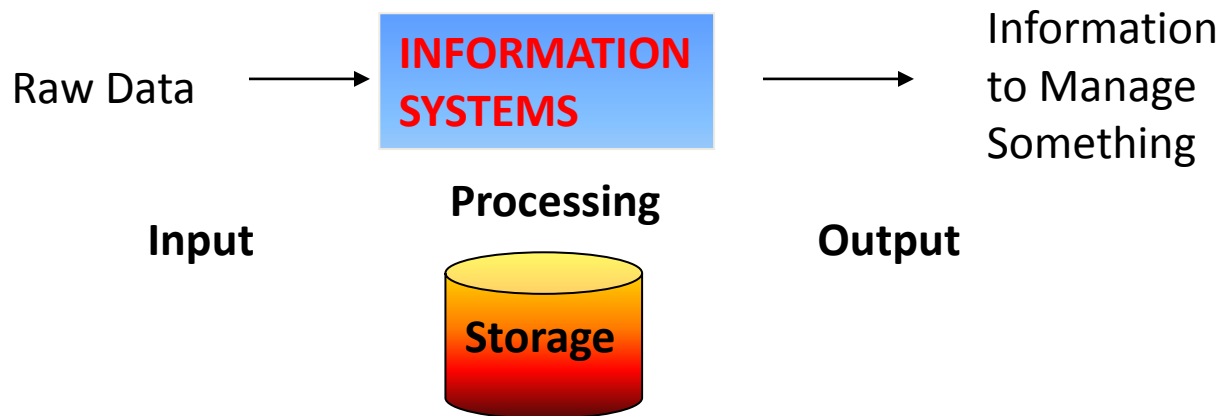 Raw Data
INFORMATION
SYSTEMS
Information
to Manage
Something
Input
Processing
Output
Storage